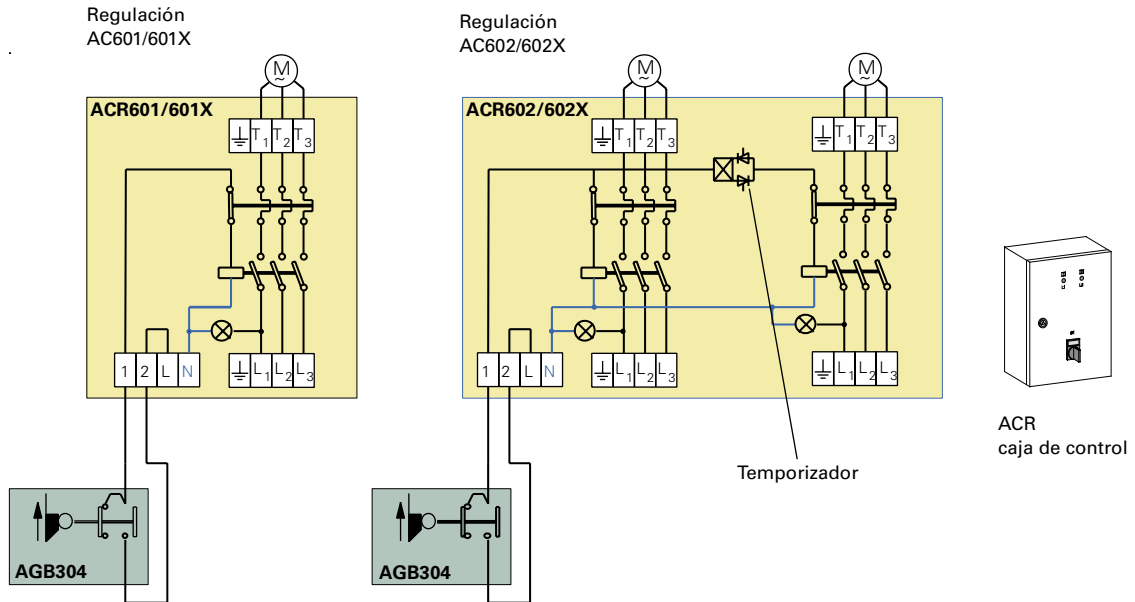 Regulación
AC601/601X
Regulación
AC602/602X
M
~
M
~
M
~
ACR601/601X
T1 T2 T3
ACR602/602X
T1 T2 T3
T1 T2 T3
1 2 L N
L1 L2 L3
1 2 L N
L1 L2 L3
L1 L2 L3
ACR
caja de control
Temporizador
AGB304
AGB304